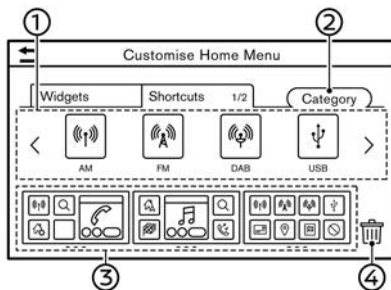 ① ②
Customise Home Menu
Widgets Shortcuts 1/2 Category
AM FM DAB USB
③ ④